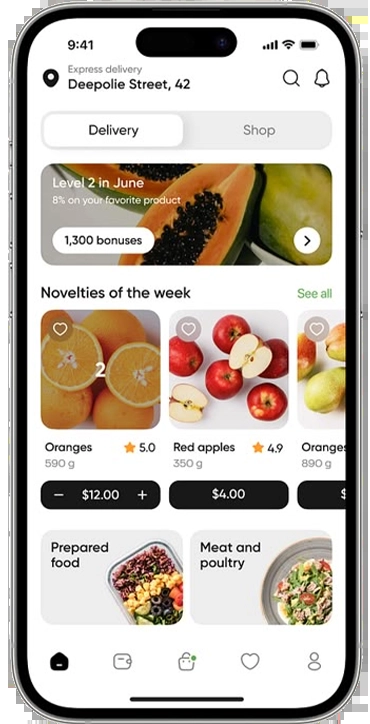 9:41
Express delivery
Deepolie Street, 42
Delivery
Shop
Level 2 in June
8% on your favorite product
1,300 bonuses
Novelties of the week
See all
2
Oranges
5.0
590 g
− $12.00 +
Red apples
4.9
350 g
$4.00
Oranges
890 g
$
Prepared
food
Meat and
poultry